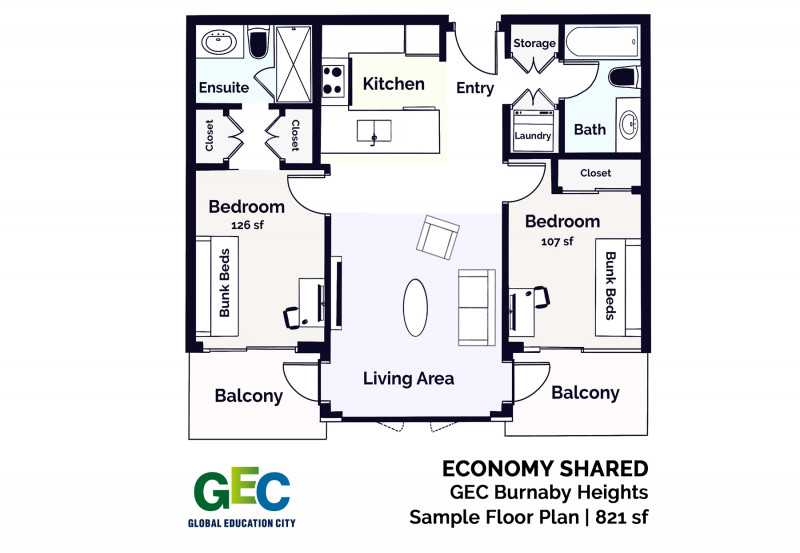 Storage
Ensuite
Kitchen
Entry
Bath
Laundry
Closet
Closet
Closet
Bedroom
126 sf
Bedroom
107 sf
Bunk Beds
Bunk Beds
Living Area
Balcony
Balcony
GEC
GLOBAL EDUCATION CITY
ECONOMY SHARED
GEC Burnaby Heights
Sample Floor Plan | 821 sf